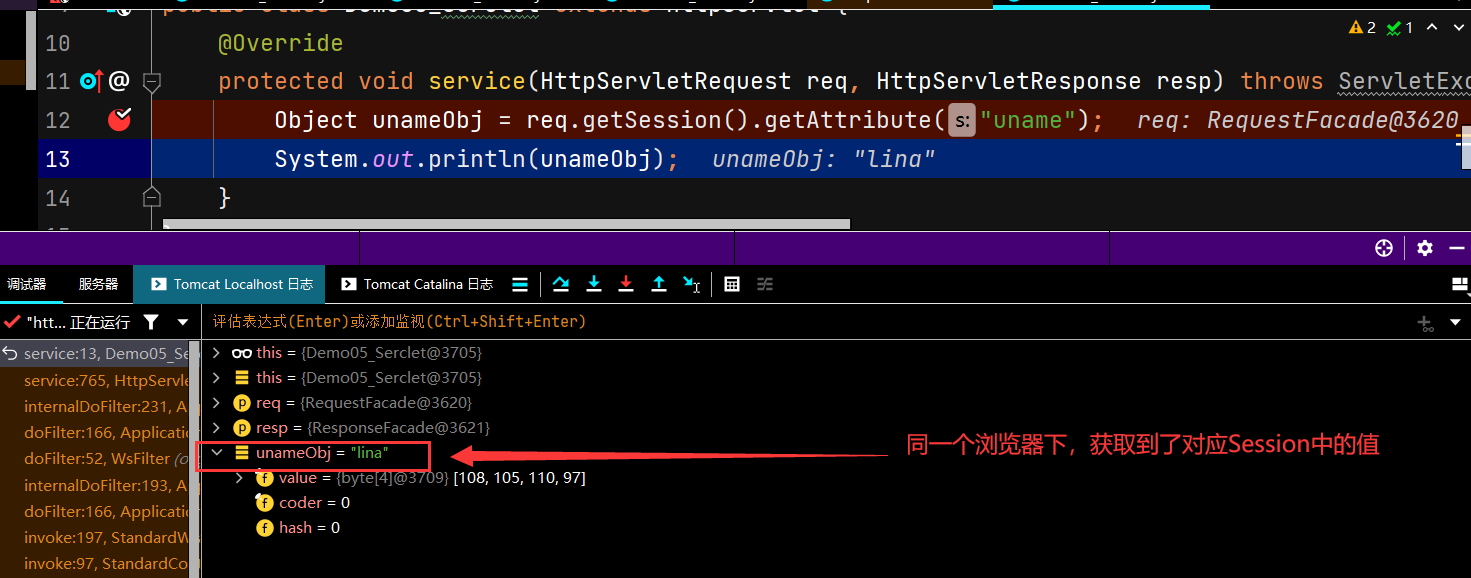 10 @Override
11 protected void service(HttpServletRequest req, HttpServletResponse resp) throws ServletExc
12 Object unameObj = req.getSession().getAttribute( s: "uname"); req: RequestFacade@3620
13 System.out.println(unameObj); unameObj: "lina"
14 }
2 1
调试器 服务器 Tomcat Localhost 日志 Tomcat Catalina 日志
"htt... 正在运行 评估表达式(Enter)或添加监视(Ctrl+Shift+Enter)
service:13, Demo05_Se
service:765, HttpServle
internalDoFilter:231, A
doFilter:166, Applicatio
doFilter:52, WsFilter (o
internalDoFilter:193, A
doFilter:166, Applicatio
invoke:197, StandardW
invoke:97, StandardCo
this = {Demo05_Serclet@3705}
this = {Demo05_Serclet@3705}
req = {RequestFacade@3620}
resp = {ResponseFacade@3621}
unameObj = "lina"
value = {byte[4]@3709} [108, 105, 110, 97]
coder = 0
hash = 0
同一个浏览器下，获取到了对应Session中的值